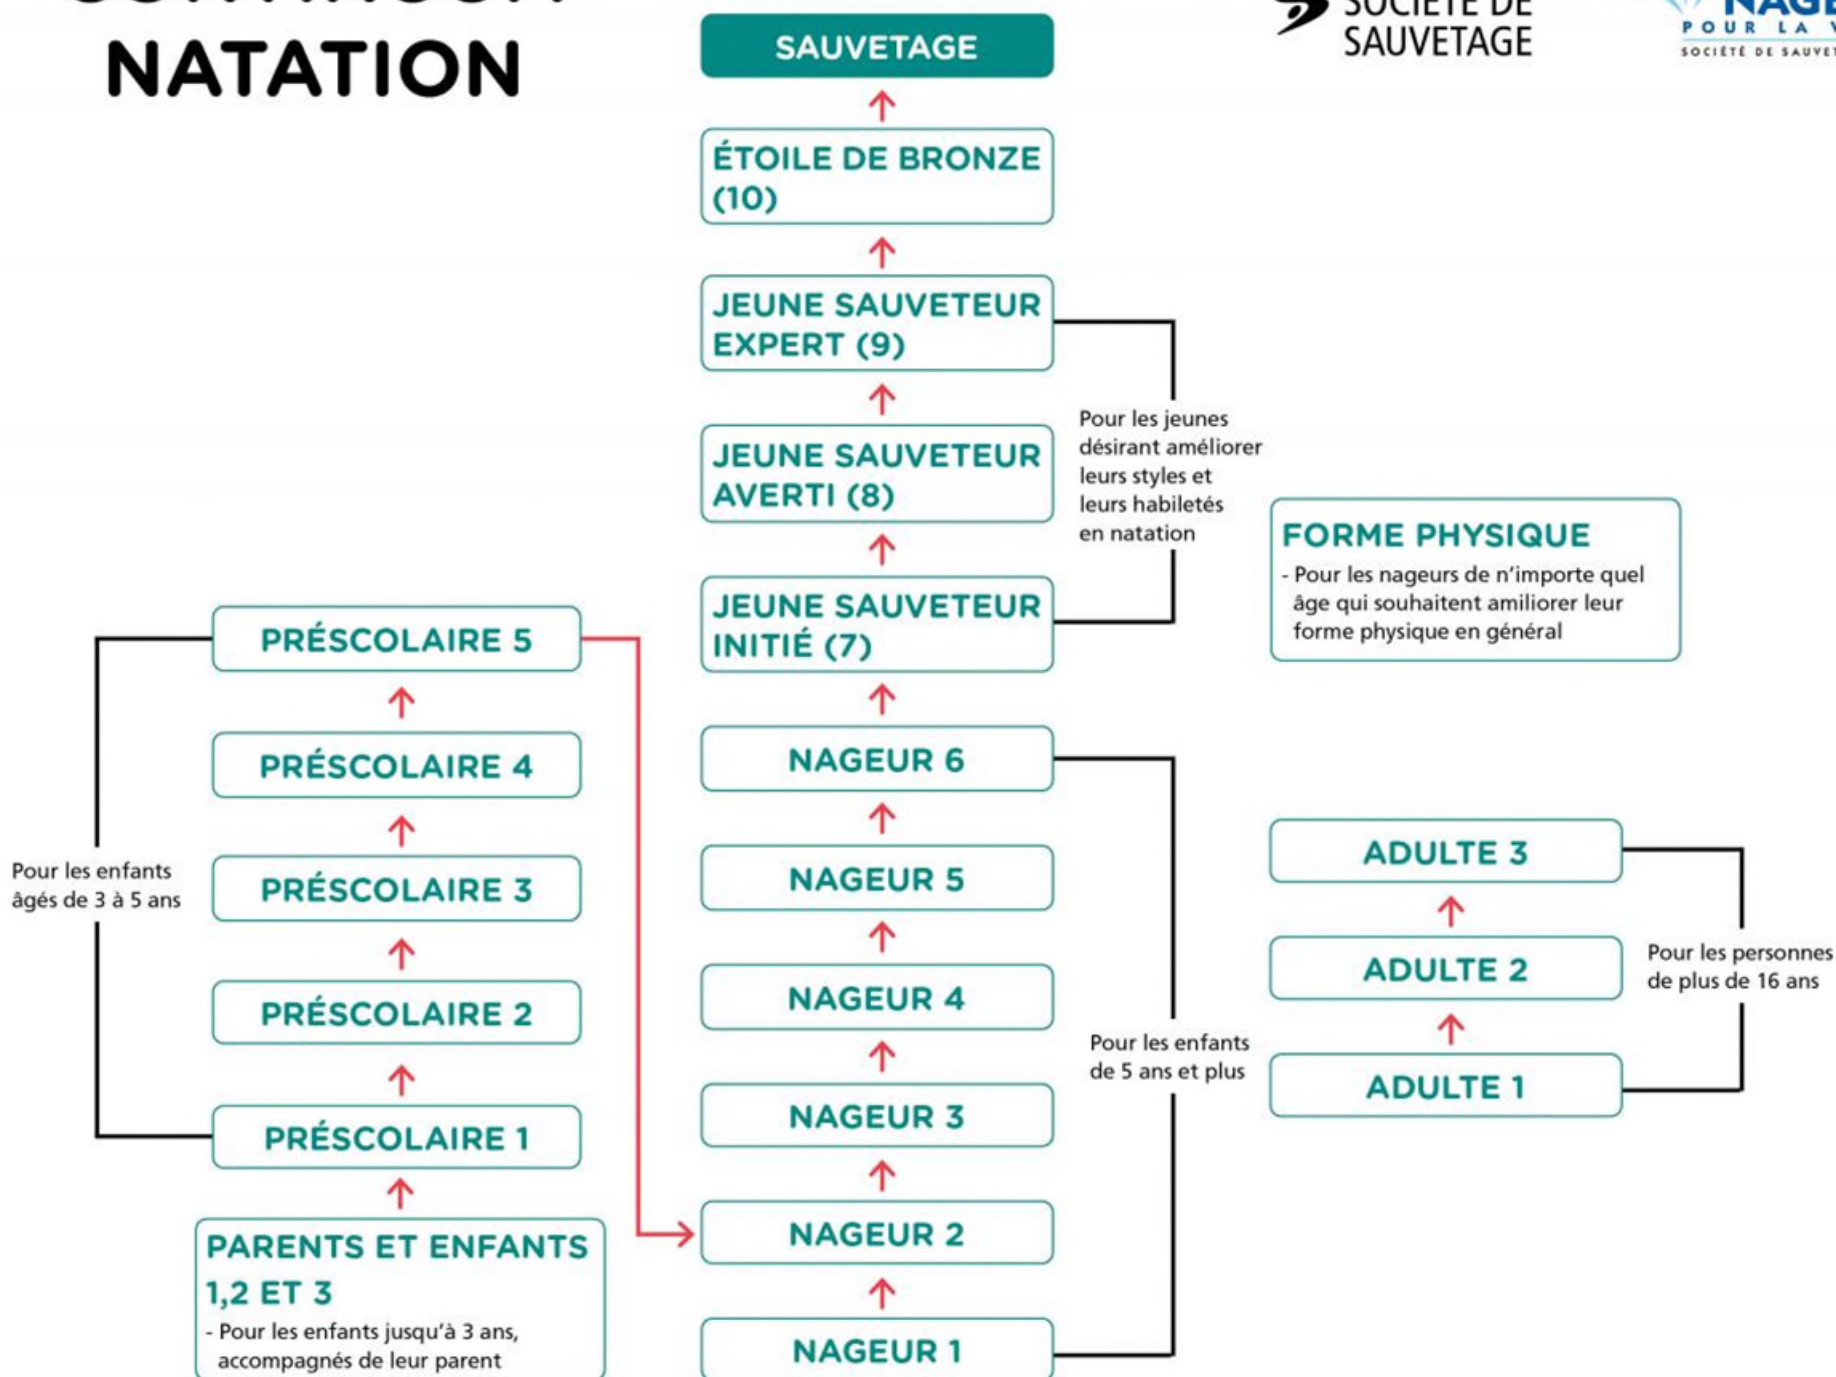 NATATION
SOCIÉTÉ DE
SAUVETAGE
POUR LA
SAUVETAGE
ÉTOILE DE BRONZE
(10)
JEUNE SAUVETEUR
EXPERT (9)
Pour les jeunes
désirant améliorer
leurs styles et
leurs habiletés
en natation
JEUNE SAUVETEUR
AVERTI (8)
JEUNE SAUVETEUR
INITIÉ (7)
FORME PHYSIQUE
- Pour les nageurs de n'importe quel
âge qui souhaitent amiliorer leur
forme physique en général
PRÉSCOLAIRE 5
PRÉSCOLAIRE 4
PRÉSCOLAIRE 3
PRÉSCOLAIRE 2
PRÉSCOLAIRE 1
Pour les enfants
âgés de 3 à 5 ans
PARENTS ET ENFANTS
1,2 ET 3
- Pour les enfants jusqu'à 3 ans,
accompagnés de leur parent
NAGEUR 6
NAGEUR 5
NAGEUR 4
NAGEUR 3
NAGEUR 2
NAGEUR 1
Pour les enfants
de 5 ans et plus
ADULTE 3
ADULTE 2
ADULTE 1
Pour les personnes
de plus de 16 ans